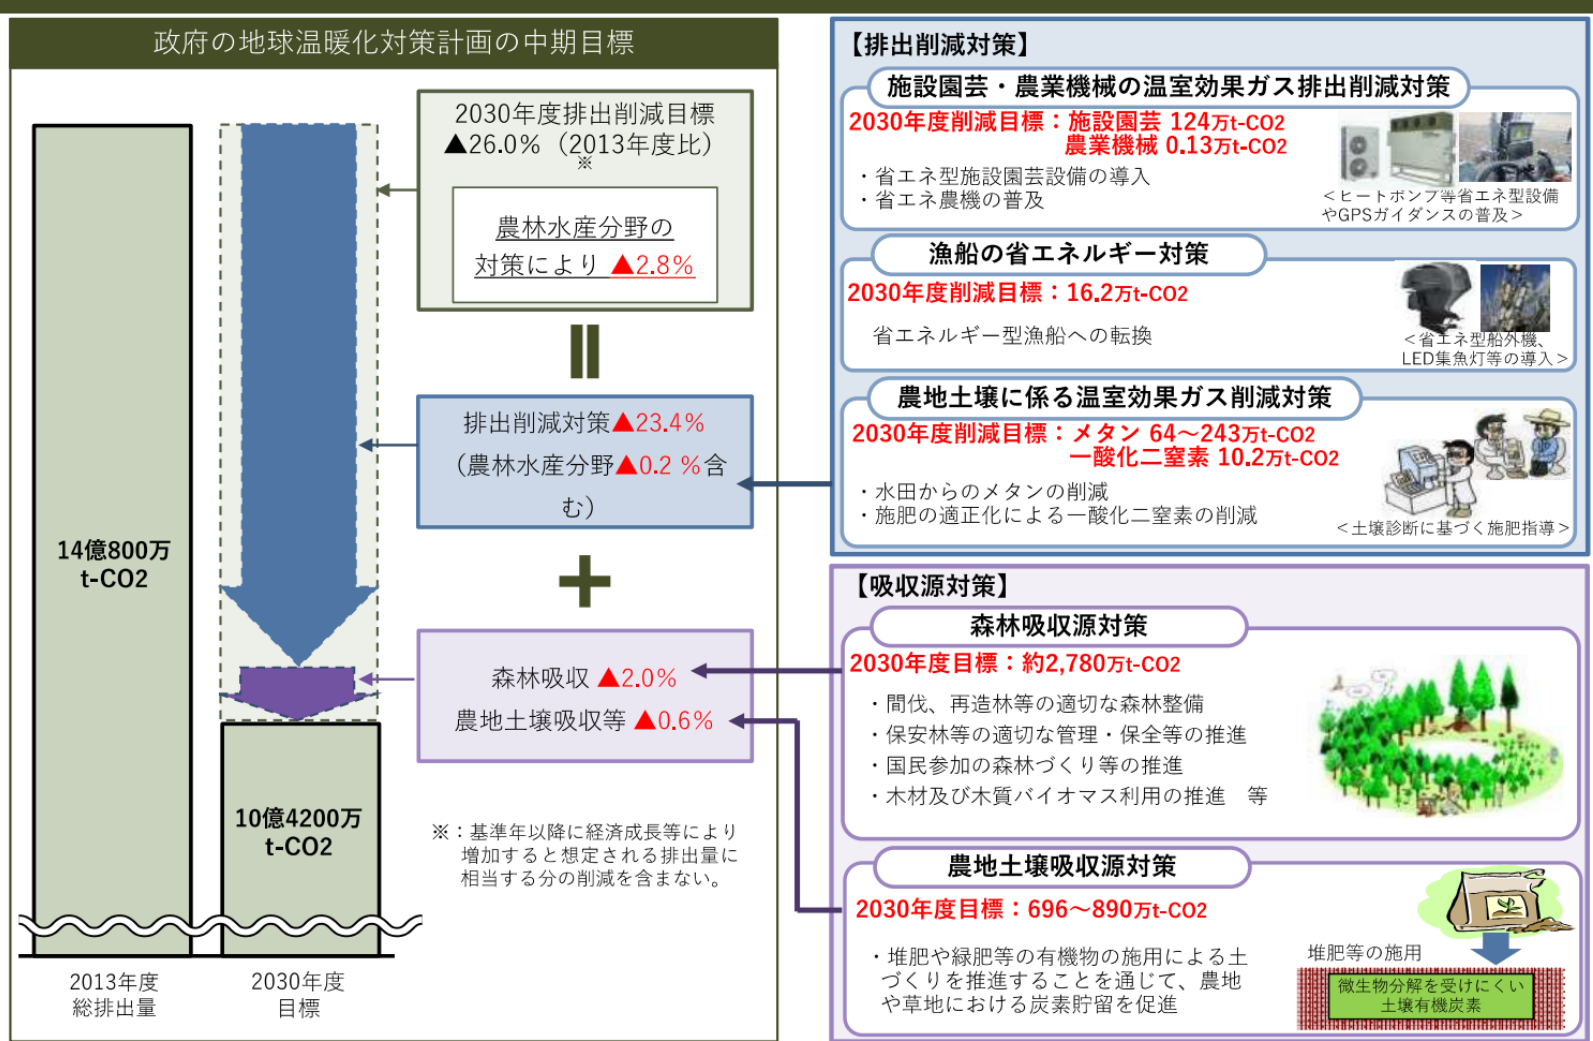 政府の地球温暖化対策計画の中期目標
2030年度排出削減目標
▲26.0%（2013年度比）
※
農林水産分野の
対策により ▲2.8%
排出削減対策▲23.4%
（農林水産分野▲0.2 %含
む）
森林吸収 ▲2.0%
農地土壌吸収等 ▲0.6%
14億800万
t-CO2
10億4200万
t-CO2
※：基準年以降に経済成長等により
増加すると想定される排出量に
相当する分の削減を含まない。
2013年度
総排出量
2030年度
目標
【排出削減対策】
施設園芸・農業機械の温室効果ガス排出削減対策
2030年度削減目標：施設園芸 124万t-CO2
農業機械 0.13万t-CO2
・省エネ型施設園芸設備の導入
・省エネ農機の普及
＜ヒートポンプ等省エネ型設備
やGPSガイダンスの普及＞
漁船の省エネルギー対策
2030年度削減目標：16.2万t-CO2
省エネルギー型漁船への転換
＜省エネ型船外機、
LED集魚灯等の導入＞
農地土壌に係る温室効果ガス削減対策
2030年度削減目標：メタン 64～243万t-CO2
一酸化二窒素 10.2万t-CO2
・水田からのメタンの削減
・施肥の適正化による一酸化二窒素の削減
＜土壌診断に基づく施肥指導＞
【吸収源対策】
森林吸収源対策
2030年度目標：約2,780万t-CO2
・間伐、再造林等の適切な森林整備
・保安林等の適切な管理・保全等の推進
・国民参加の森林づくり等の推進
・木材及び木質バイオマス利用の推進　等
農地土壌吸収源対策
2030年度目標：696～890万t-CO2
・堆肥や緑肥等の有機物の施用による土
づくりを推進することを通じて、農地
や草地における炭素貯留を促進
堆肥等の施用
微生物分解を受けにくい
土壌有機炭素